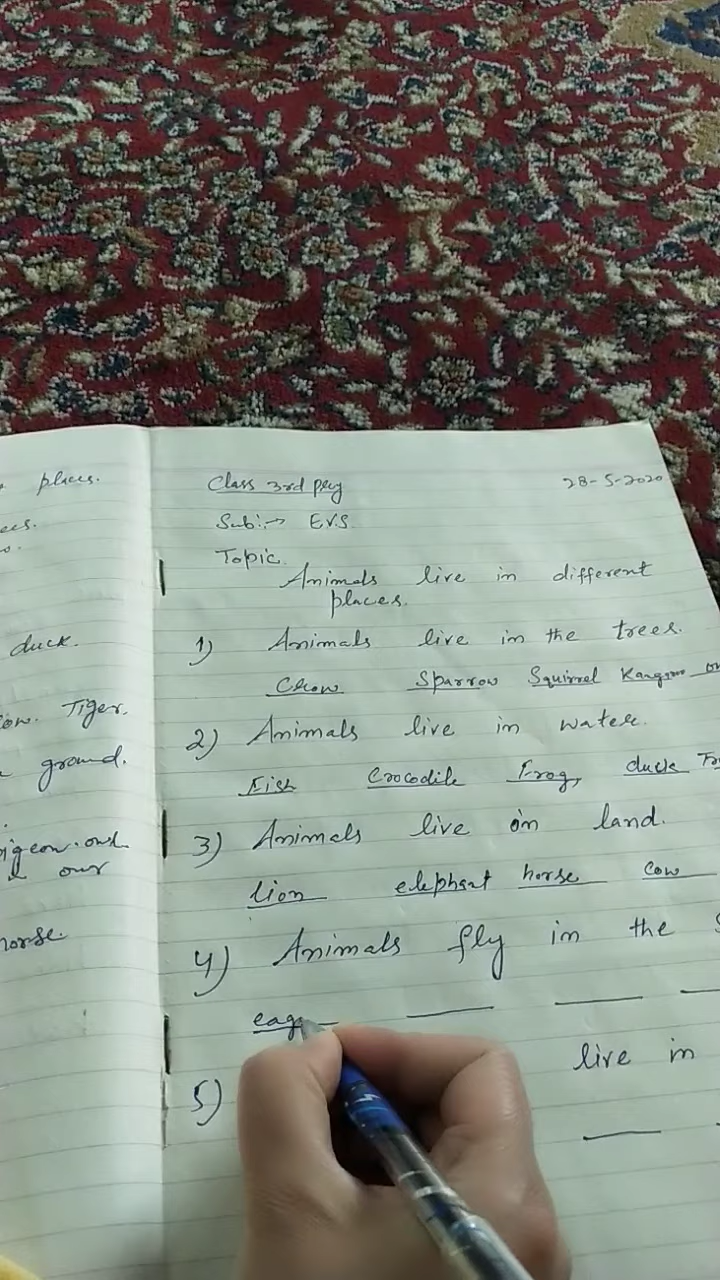 places.
duck.
Tiger.
ground.
horse.
Class 3rd
28-5-2020
Sub:→ E.V.S
Topic
Animals live in different
places.
1) Animals live in the trees.
Crow Sparrow Squirrel
2) Animals live in water.
Fish Crocodile Frog, duck
3) Animals live on land.
lion elephant horse cow
4) Animals fly in the
eag
5) live in